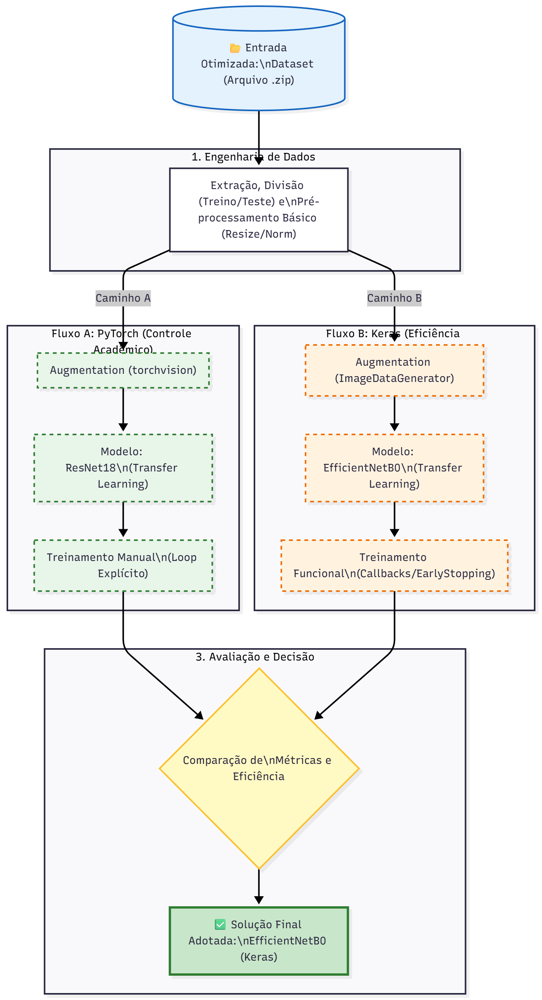 📂 Entrada
Otimizada:\nDataset
(Arquivo .zip)
1. Engenharia de Dados
Extração, Divisão
(Treino/Teste) e\nPré-
processamento Básico
(Resize/Norm)
Caminho A
Caminho B
Fluxo A: PyTorch (Controle
Acadêmico)
Augmentation (torchvision)
Modelo:
ResNet18\n(Transfer
Learning)
Treinamento Manual\n(Loop
Explícito)
Fluxo B: Keras (Eficiência
Augmentation
(ImageDataGenerator)
Modelo:
EfficientNetB0\n(Transfer
Learning)
Treinamento
Funcional\n(Callbacks/EarlyStopping)
3. Avaliação e Decisão
Comparação de\nMétricas e
Eficiência
✅ Solução Final
Adotada:\nEfficientNetB0
(Keras)